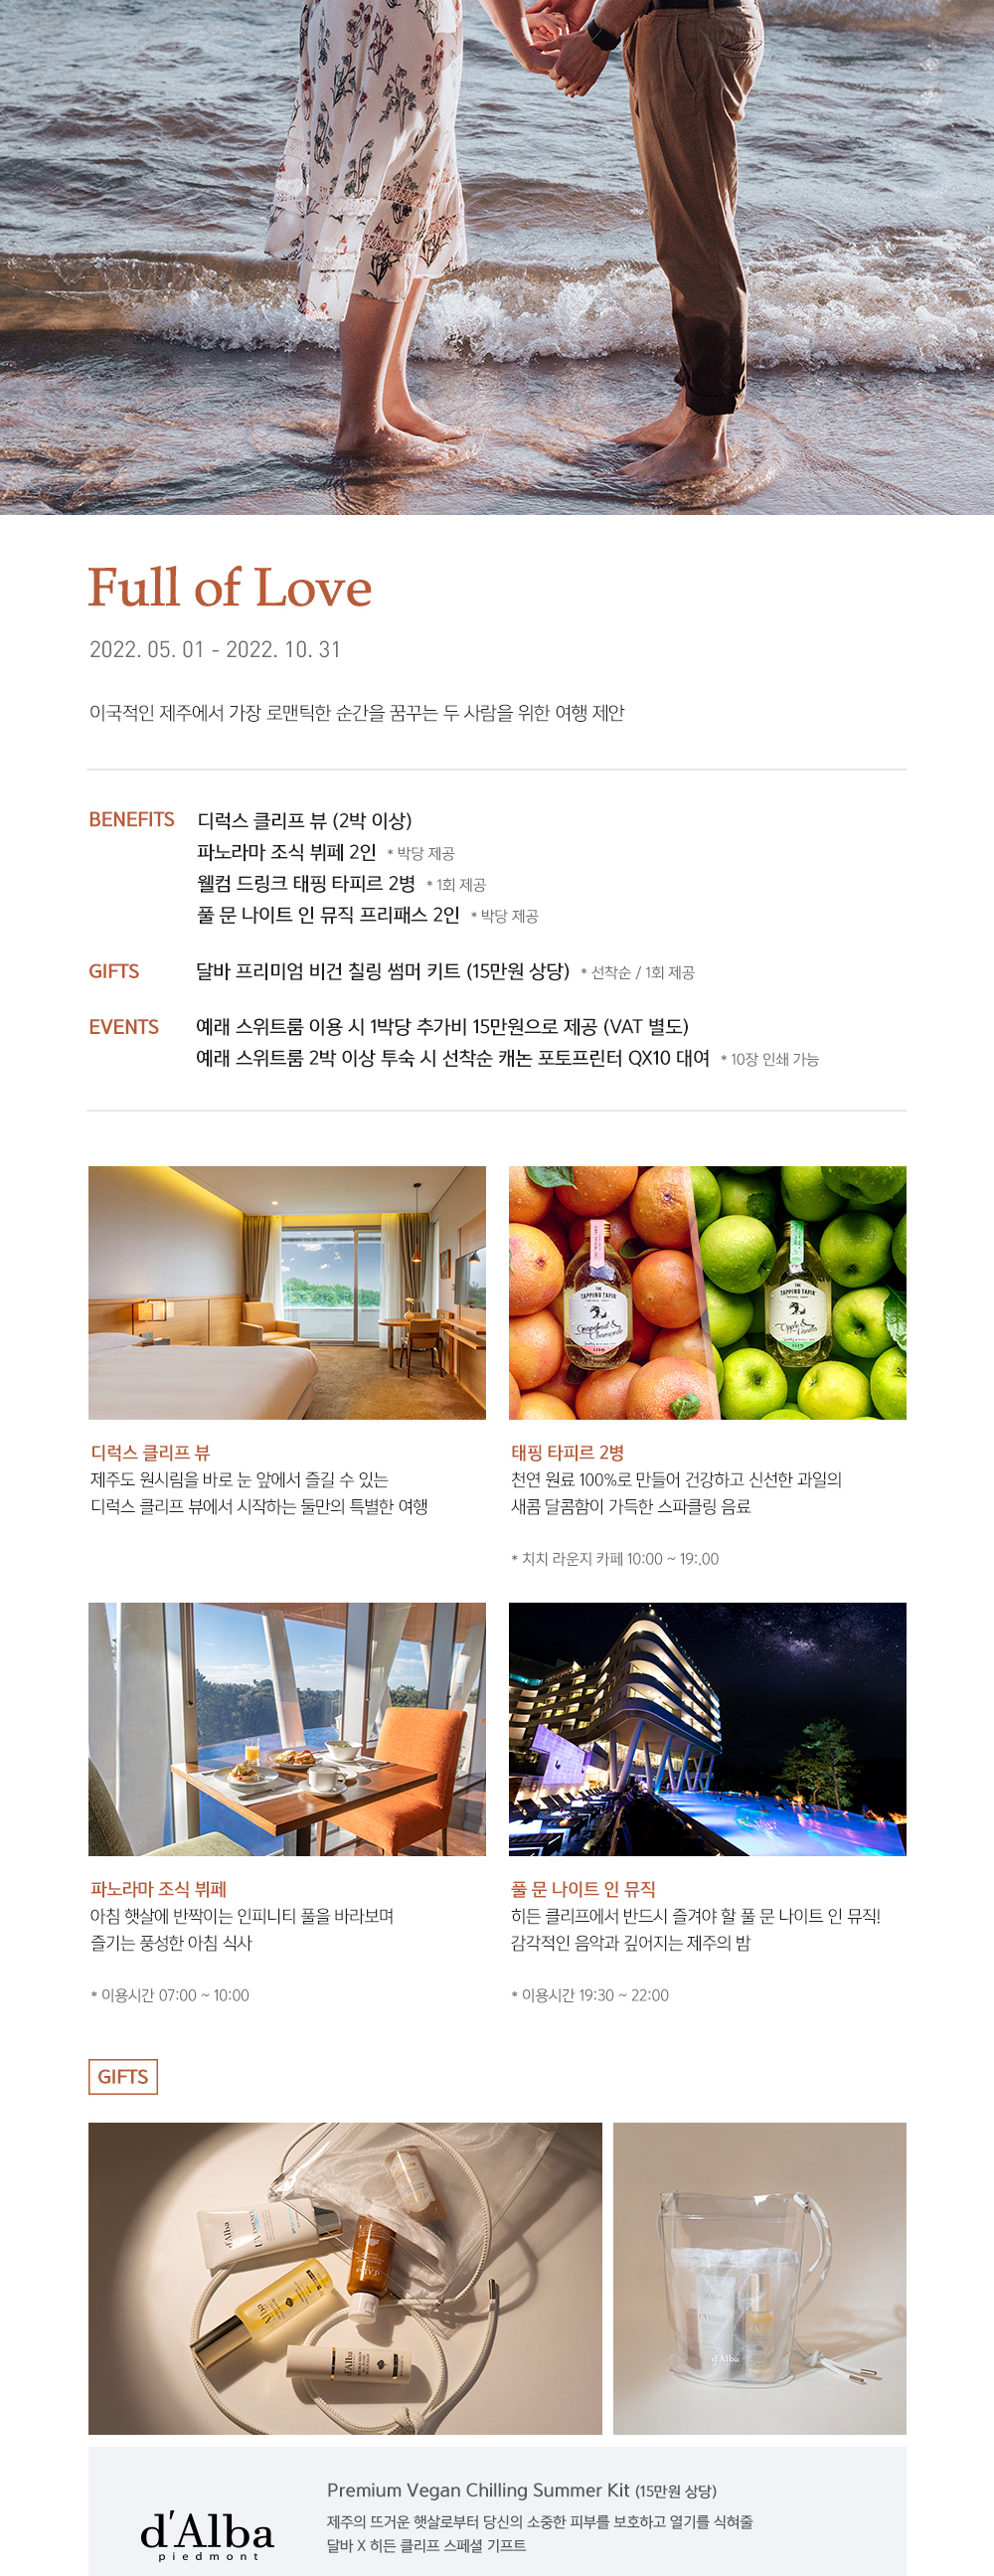 Full of Love
2022. 05. 01 - 2022. 10. 31
이국적인 제주에서 가장 로맨틱한 순간을 꿈꾸는 두 사람을 위한 여행 제안
BENEFITS 디럭스 클리프 뷰 (2박 이상)
파노라마 조식 뷔페 2인 * 박당 제공
웰컴 드링크 태핑 타피르 2병 * 1회 제공
풀 문 나이트 인 뮤직 프리패스 2인 * 박당 제공
GIFTS 달바 프리미엄 비건 칠링 썸머 키트 (15만원 상당) * 선착순 / 1회 제공
EVENTS 예래 스위트룸 이용 시 1박당 추가비 15만원으로 제공 (VAT 별도)
예래 스위트룸 2박 이상 투숙 시 선착순 캐논 포토프린터 QX10 대여 * 10장 인쇄 가능
THE
TAPPING TAPIR
Grapefruit &
Chamomile
THE
TAPPING TAPIR
Apple &
Vanilla
디럭스 클리프 뷰
제주도 원시림을 바로 눈 앞에서 즐길 수 있는
디럭스 클리프 뷰에서 시작하는 둘만의 특별한 여행
태핑 타피르 2병
천연 원료 100%로 만들어 건강하고 신선한 과일의
새콤 달콤함이 가득한 스파클링 음료
* 치치 라운지 카페 10:00 ~ 19:.00
파노라마 조식 뷔페
아침 햇살에 반짝이는 인피니티 풀을 바라보며
즐기는 풍성한 아침 식사
* 이용시간 07:00 ~ 10:00
풀 문 나이트 인 뮤직
히든 클리프에서 반드시 즐겨야 할 풀 문 나이트 인 뮤직!
감각적인 음악과 깊어지는 제주의 밤
* 이용시간 19:30 ~ 22:00
GIFTS
d'Alba
d'Alba
d'Alba
d'Alba
Premium Vegan Chilling Summer Kit (15만원 상당)
제주의 뜨거운 햇살로부터 당신의 소중한 피부를 보호하고 열기를 식혀줄
달바 X 히든 클리프 스페셜 기프트
d'Alba
piedmont